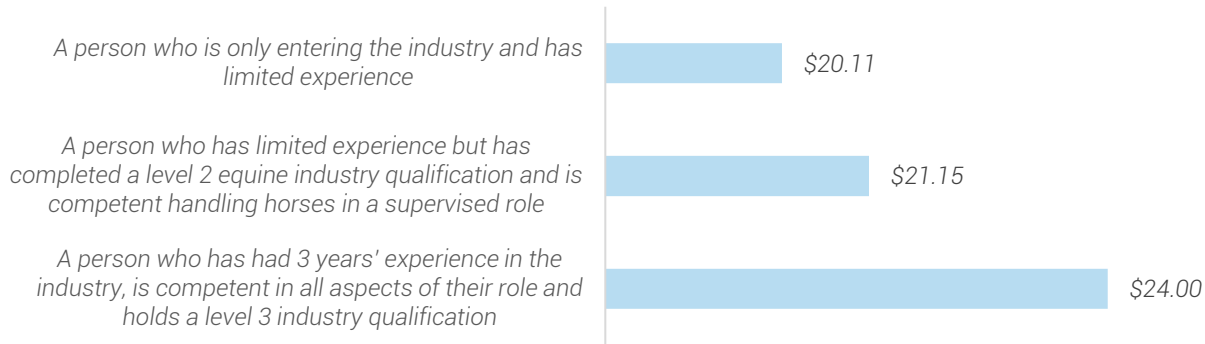 A person who is only entering the industry and has
limited experience
$20.11
A person who has limited experience but has
completed a level 2 equine industry qualification and is
competent handling horses in a supervised role
$21.15
A person who has had 3 years' experience in the
industry, is competent in all aspects of their role and
holds a level 3 industry qualification
$24.00